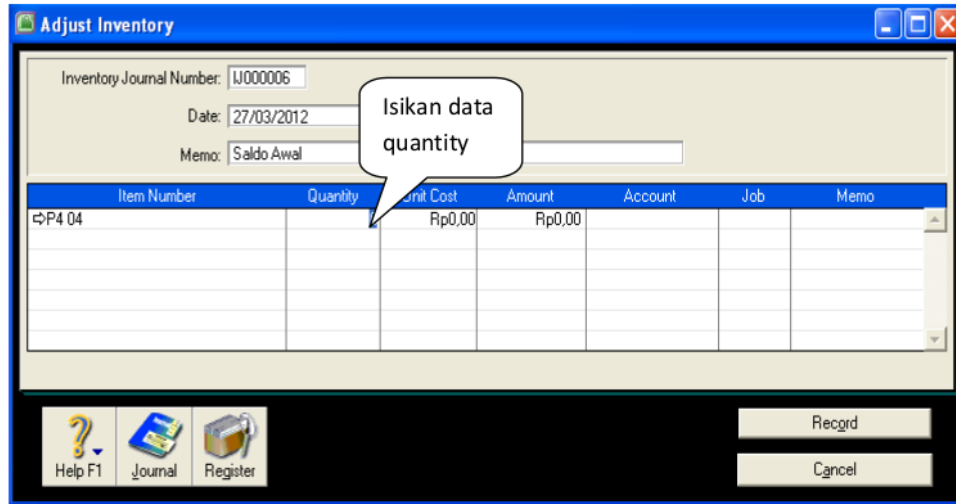 Adjust Inventory
Inventory Journal Number: IJ000006
Date: 27/03/2012
Memo: Saldo Awal
Isikan data
quantity
Item Number Quantity Unit Cost Amount Account Job Memo
P4 04 Rp0,00 Rp0,00
Help F1 Journal Register
Record
Cancel